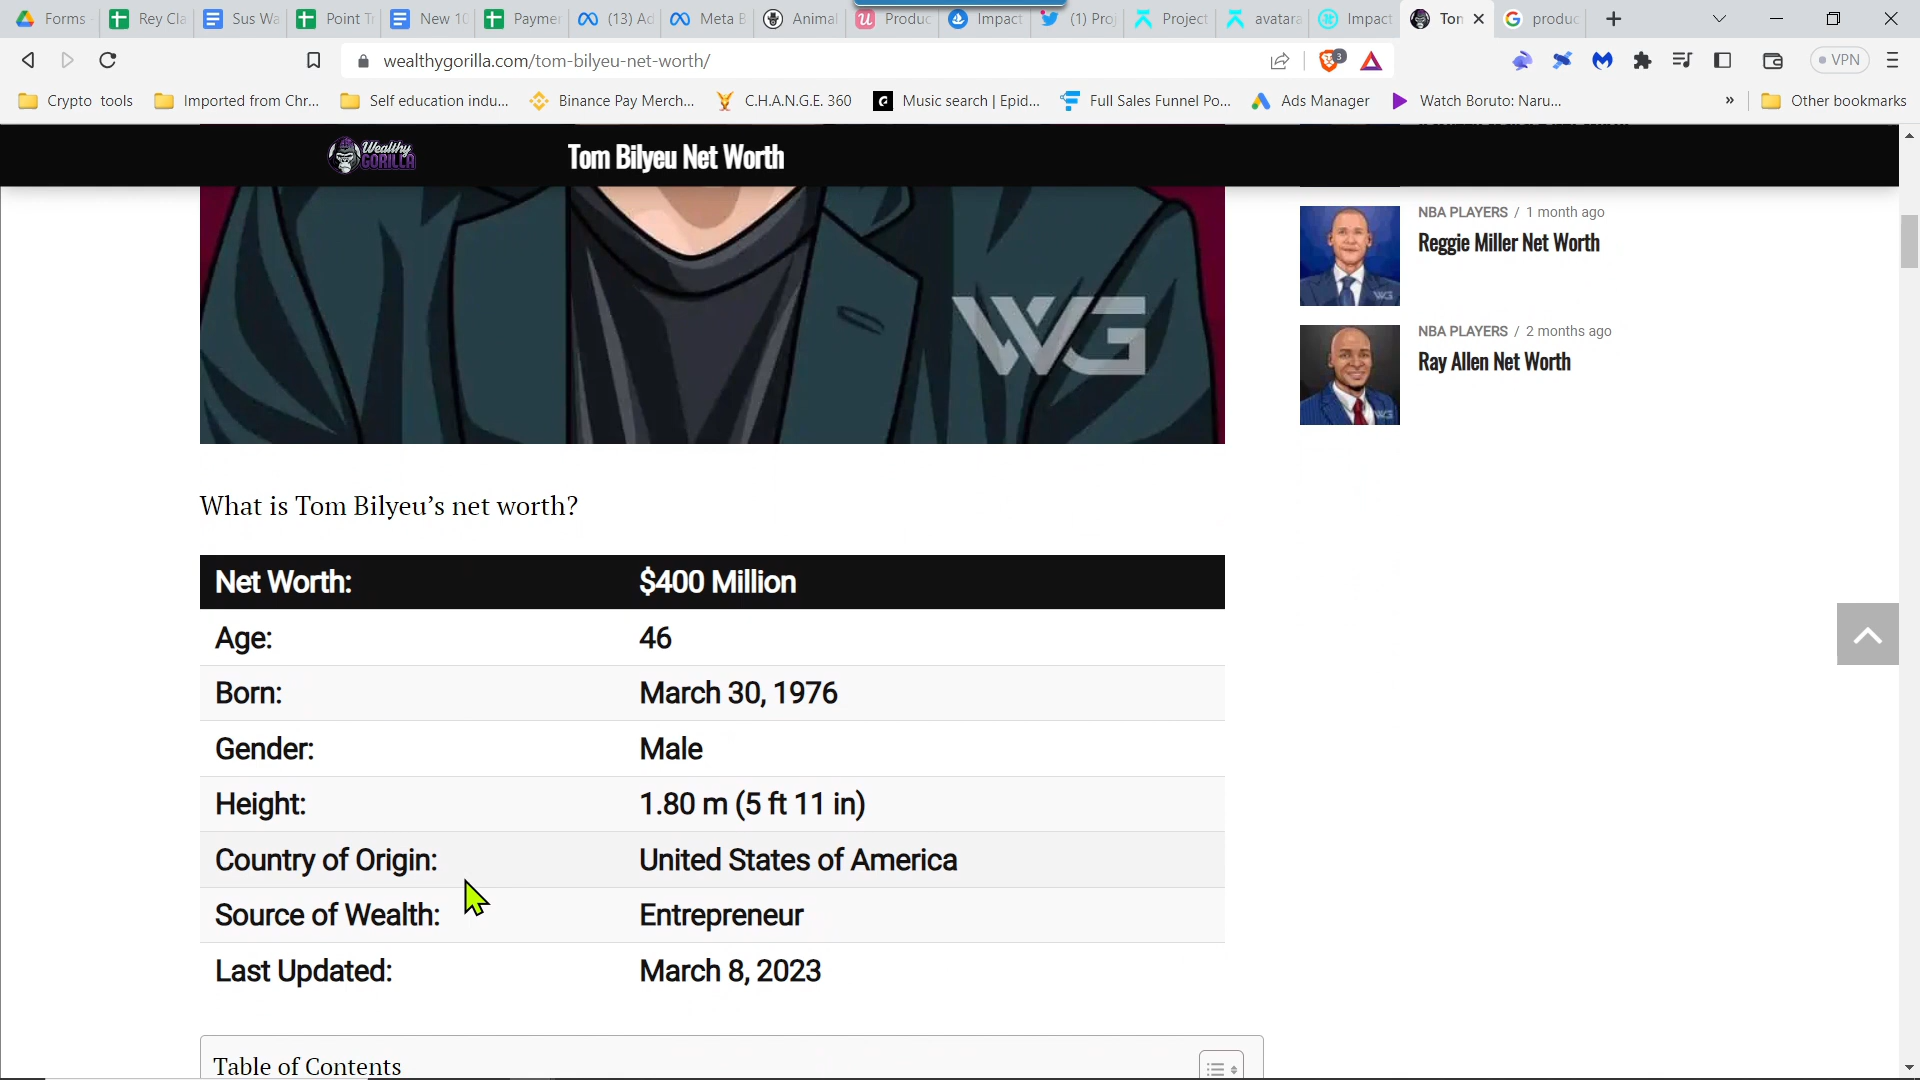 Forms
Rey Cla
Sus Wa
Point T
New 10
Payme
(13) Ad
Meta B
Animal
Produc
Impact
(1) Proj
Project
avatara
Impact
Tom
produc
wealthygorilla.com/tom-bilyeu-net-worth/
3
VPN
Crypto tools
Imported from Chr...
Self education indu...
Binance Pay Merch...
C.H.A.N.G.E. 360
Music search | Epid...
Full Sales Funnel Po...
Ads Manager
Watch Boruto: Naru...
»
Other bookmarks
Wealthy
GORILLA
Tom Bilyeu Net Worth
WG
NBA PLAYERS / 1 month ago
Reggie Miller Net Worth
WG
NBA PLAYERS / 2 months ago
Ray Allen Net Worth
WG
What is Tom Bilyeu’s net worth?
Net Worth: $400 Million
Age: 46
Born: March 30, 1976
Gender: Male
Height: 1.80 m (5 ft 11 in)
Country of Origin: United States of America
Source of Wealth: Entrepreneur
Last Updated: March 8, 2023
Table of Contents